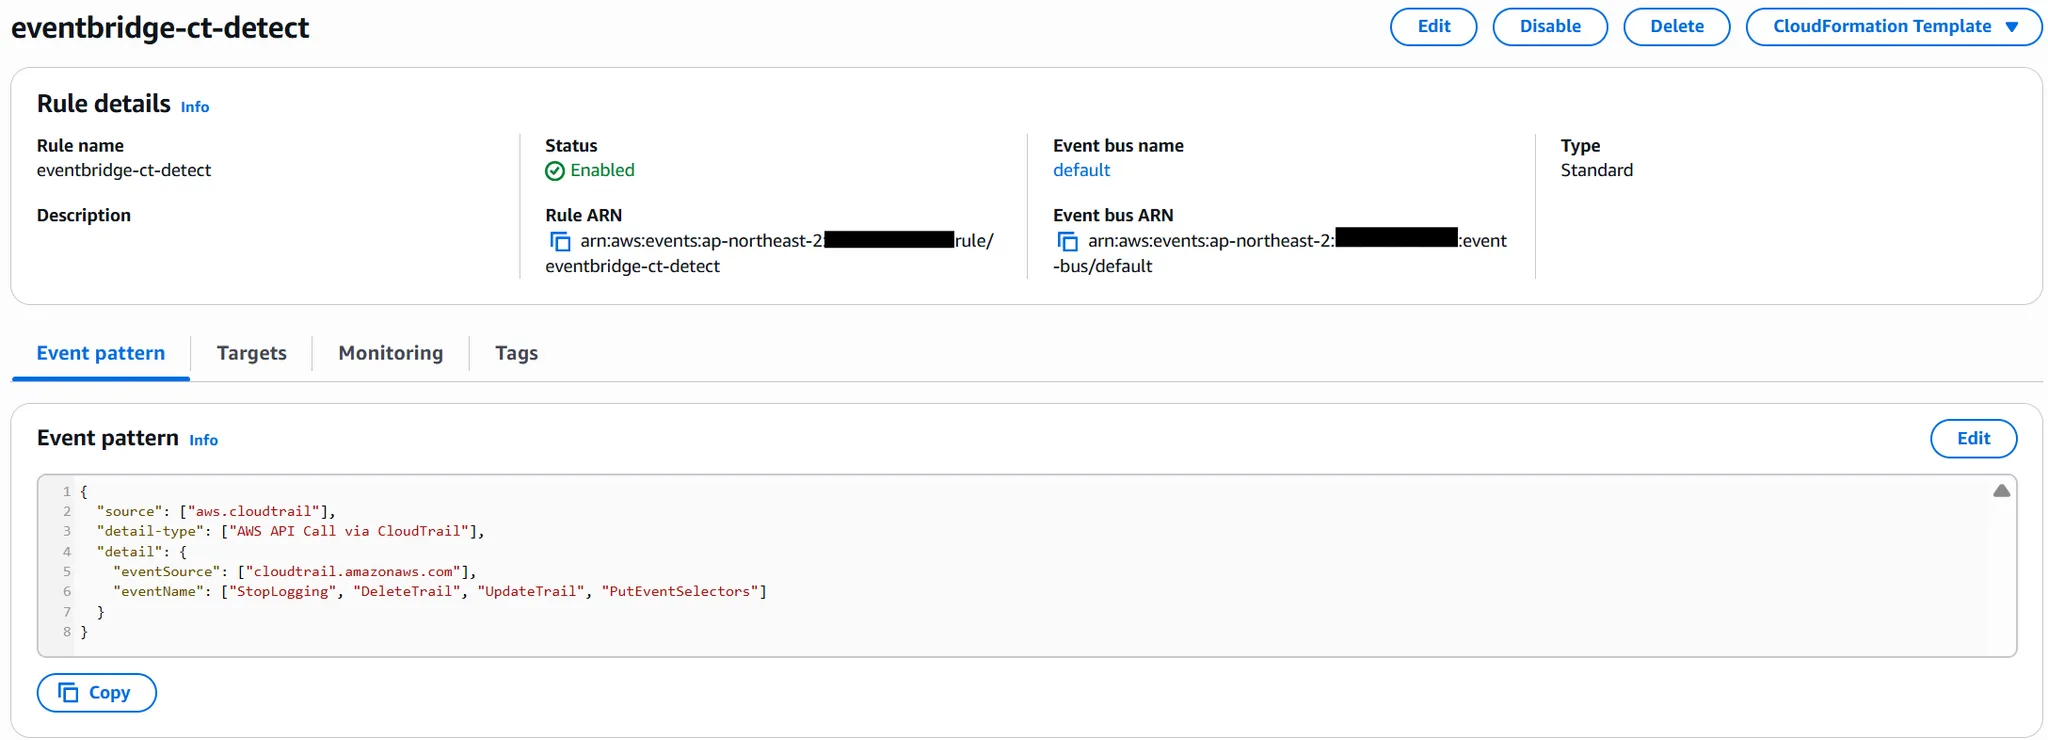 eventbridge-ct-detect
Edit
Disable
Delete
CloudFormation Template
Rule details Info
Rule name
eventbridge-ct-detect
Status
Enabled
Event bus name
default
Type
Standard
Description
Rule ARN
arn:aws:events:ap-northeast-2: rule/
eventbridge-ct-detect
Event bus ARN
arn:aws:events:ap-northeast-2: :event
-bus/default
Event pattern
Targets
Monitoring
Tags
Event pattern Info
Edit
1 {
2 "source": ["aws.cloudtrail"],
3 "detail-type": ["AWS API Call via CloudTrail"],
4 "detail": {
5 "eventSource": ["cloudtrail.amazonaws.com"],
6 "eventName": ["StopLogging", "DeleteTrail", "UpdateTrail", "PutEventSelectors"]
7 }
8 }
Copy